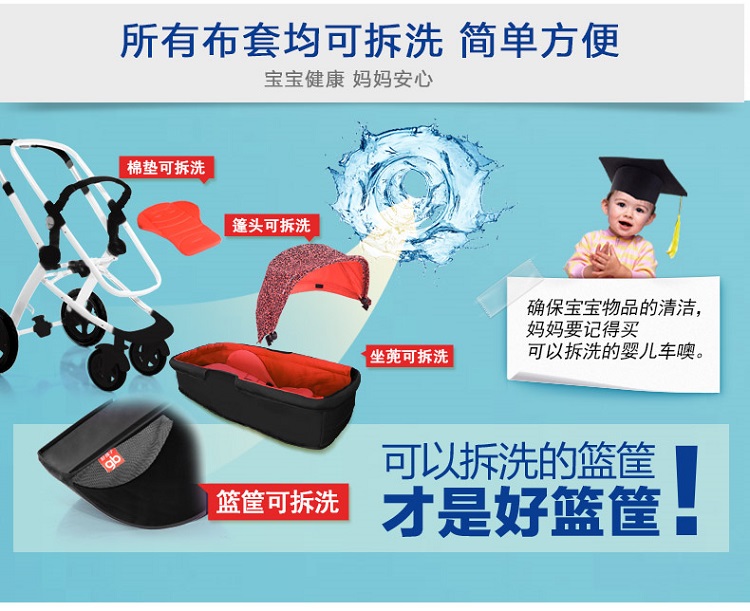 所有布套均可拆洗 简单方便
宝宝健康 妈妈安心
棉垫可拆洗
篷头可拆洗
确保宝宝物品的清洁,
妈妈要记得买
可以拆洗的婴儿车噢。
坐蔸可拆洗
gb
篮筐可拆洗
可以拆洗的篮筐
才是好篮筐!